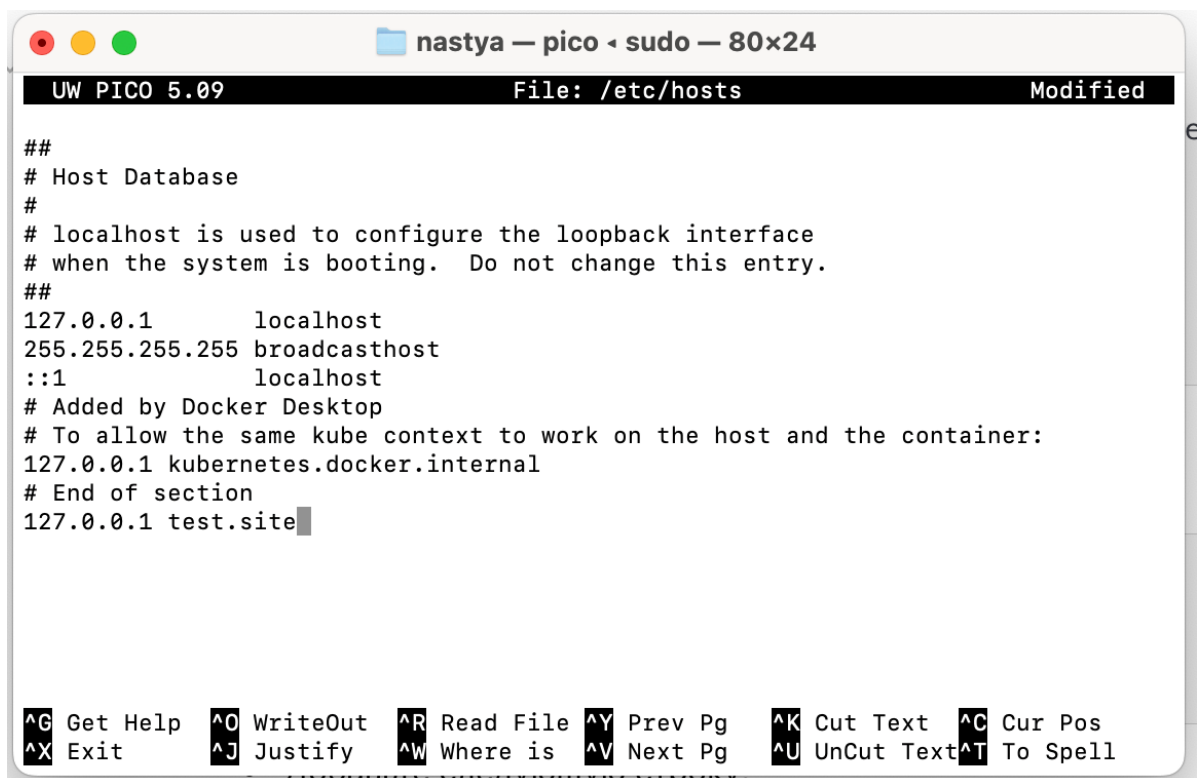 nastya — pico ◂ sudo — 80×24
UW PICO 5.09 File: /etc/hosts Modified
##
# Host Database
#
# localhost is used to configure the loopback interface
# when the system is booting.  Do not change this entry.
##
127.0.0.1       localhost
255.255.255.255 broadcasthost
::1             localhost
# Added by Docker Desktop
# To allow the same kube context to work on the host and the container:
127.0.0.1 kubernetes.docker.internal
# End of section
127.0.0.1 test.site
^G Get Help ^O WriteOut ^R Read File ^Y Prev Pg ^K Cut Text ^C Cur Pos
^X Exit ^J Justify ^W Where is ^V Next Pg ^U UnCut Text ^T To Spell